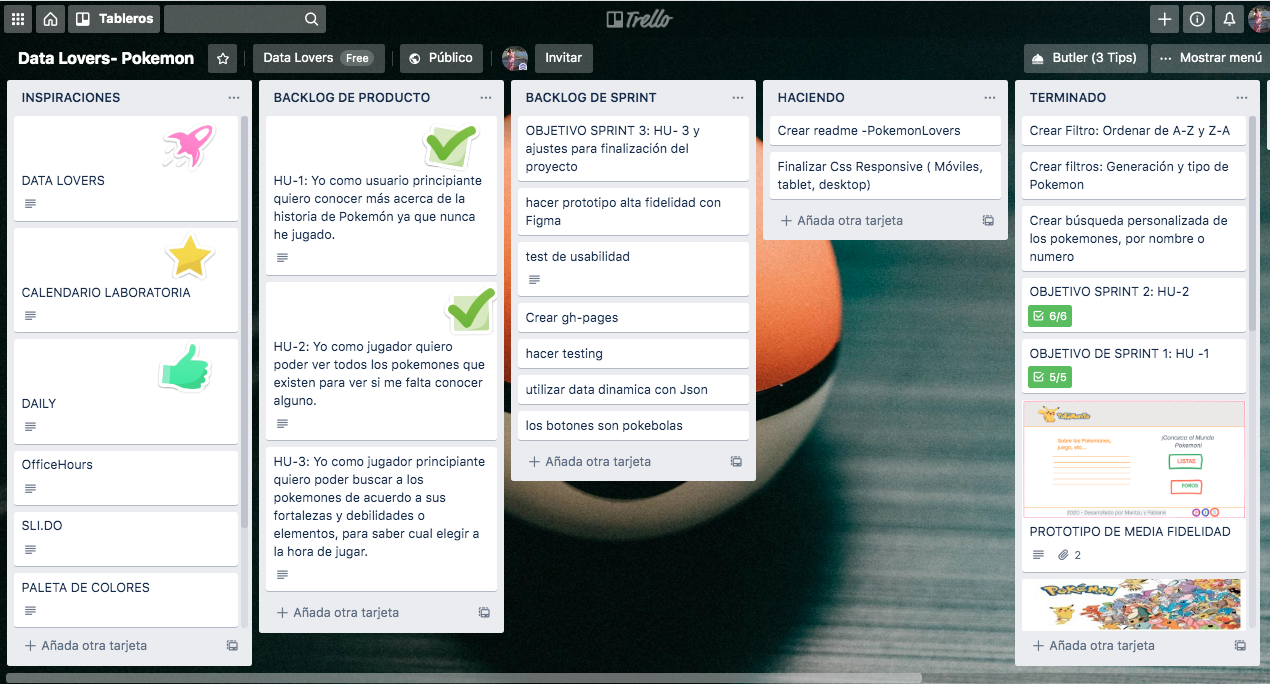 Tableros
Trello
Data Lovers- Pokemon
Data Lovers Free
Público
Invitar
Butler (3 Tips)
Mostrar menú
INSPIRACIONES
DATA LOVERS
CALENDARIO LABORATORIA
DAILY
OfficeHours
SLI.DO
PALETA DE COLORES
Añada otra tarjeta
BACKLOG DE PRODUCTO
HU-1: Yo como usuario principiante
quiero conocer más acerca de la
historia de Pokemón ya que nunca
he jugado.
HU-2: Yo como jugador quiero
poder ver todos los pokemones que
existen para ver si me falta conocer
alguno.
HU-3: Yo como jugador principiante
quiero poder buscar a los
pokemones de acuerdo a sus
fortalezas y debilidades o
elementos, para saber cual elegir a
la hora de jugar.
Añada otra tarjeta
BACKLOG DE SPRINT
OBJETIVO SPRINT 3: HU- 3 y
ajustes para finalización del
proyecto
hacer prototipo alta fidelidad con
Figma
test de usabilidad
Crear gh-pages
hacer testing
utilizar data dinamica con Json
los botones son pokebolas
Añada otra tarjeta
HACIENDO
Crear readme -PokemonLovers
Finalizar Css Responsive ( Móviles,
tablet, desktop)
Añada otra tarjeta
TERMINADO
Crear Filtro: Ordenar de A-Z y Z-A
Crear filtros: Generación y tipo de
Pokemon
Crear búsqueda personalizada de
los pokemones, por nombre o
numero
OBJETIVO SPRINT 2: HU-2
6/6
OBJETIVO DE SPRINT 1: HU -1
5/5
Sobre los Pokemones,
juego, etc...
¡Conozca el Mundo
Pokemon!
LISTAS
FOROS
2020 - Desarrollado por Maritzu y Fabiane
PROTOTIPO DE MEDIA FIDELIDAD
2
POKÉMON
Añada otra tarjeta